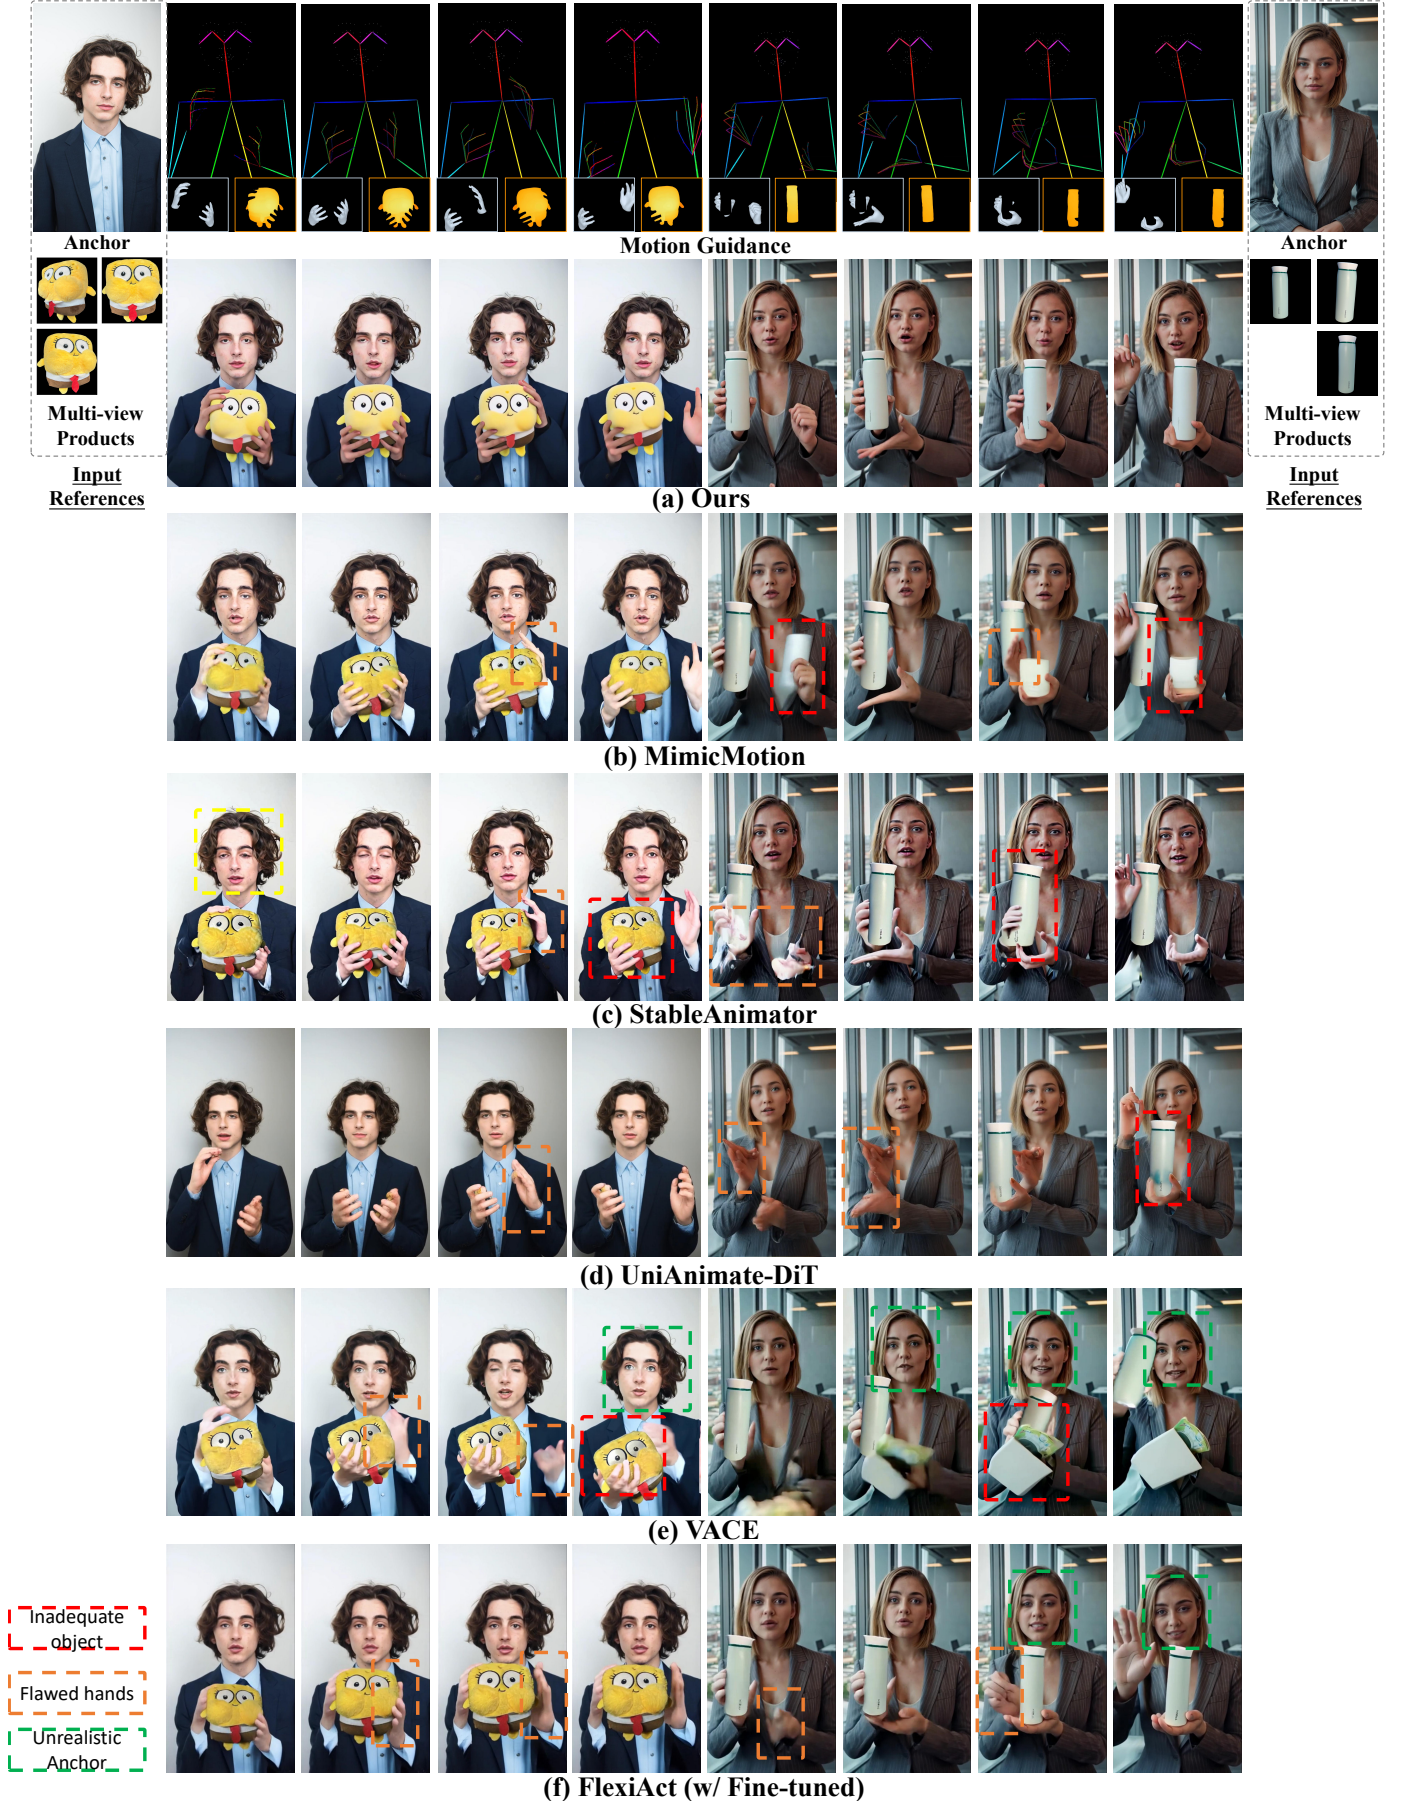 Anchor
Motion Guidance
Anchor
Multi-view
Products
Input
References
Multi-view
Products
Input
References
(a) Ours
(b) MimicMotion
(c) StableAnimator
(d) UniAnimate-DiT
(e) VACE
Inadequate
object
Flawed hands
Unrealistic
Anchor
(f) FlexiAct (w/ Fine-tuned)